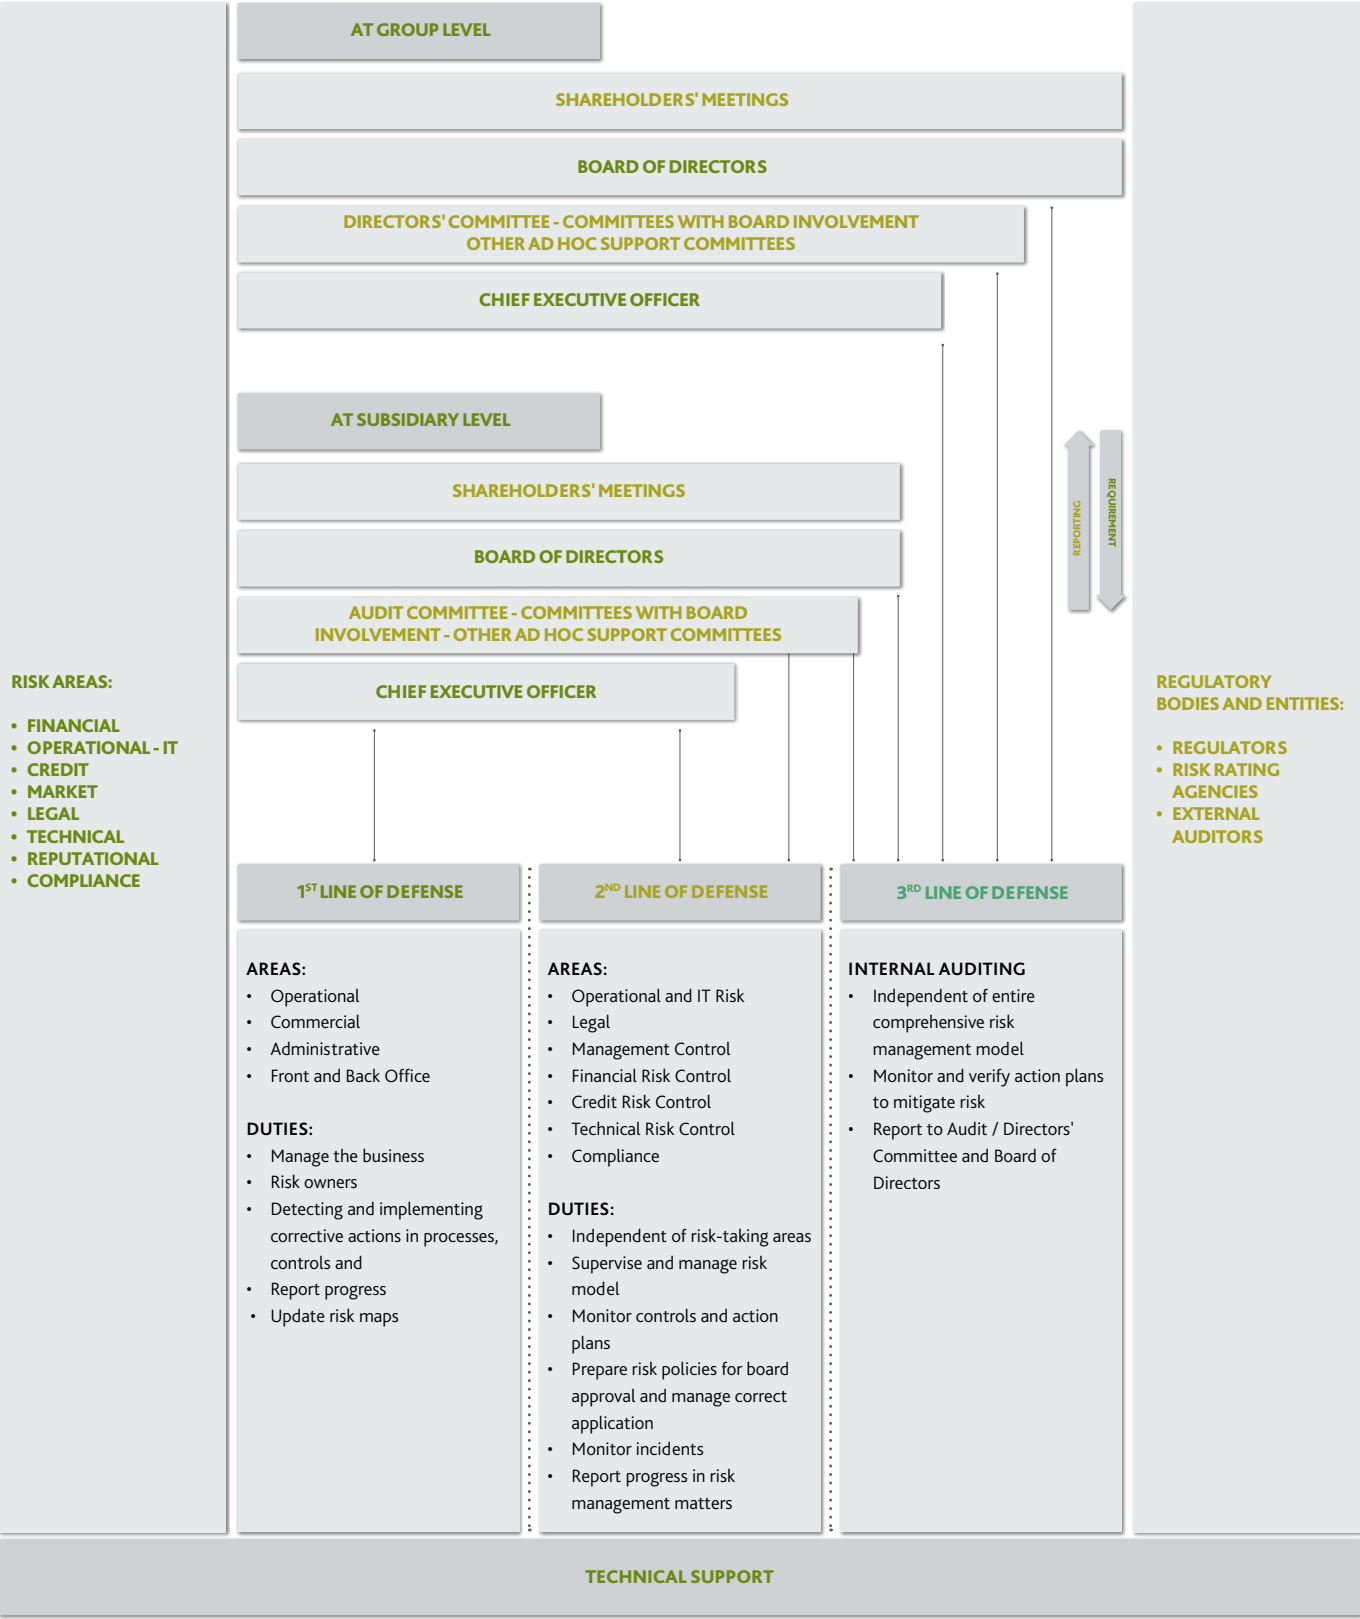 AT GROUP LEVEL
SHAREHOLDERS' MEETINGS
BOARD OF DIRECTORS
DIRECTORS' COMMITTEE - COMMITTEES WITH BOARD INVOLVEMENT
OTHER AD HOC SUPPORT COMMITTEES
CHIEF EXECUTIVE OFFICER
AT SUBSIDIARY LEVEL
SHAREHOLDERS' MEETINGS
BOARD OF DIRECTORS
AUDIT COMMITTEE - COMMITTEES WITH BOARD
INVOLVEMENT - OTHER AD HOC SUPPORT COMMITTEES
CHIEF EXECUTIVE OFFICER
REPORTING
REQUIREMENT
RISK AREAS:
• FINANCIAL
• OPERATIONAL - IT
• CREDIT
• MARKET
• LEGAL
• TECHNICAL
• REPUTATIONAL
• COMPLIANCE
REGULATORY
BODIES AND ENTITIES:
• REGULATORS
• RISK RATING
AGENCIES
• EXTERNAL
AUDITORS
1ST LINE OF DEFENSE
AREAS:
• Operational
• Commercial
• Administrative
• Front and Back Office
DUTIES:
• Manage the business
• Risk owners
• Detecting and implementing
corrective actions in processes,
controls and
• Report progress
• Update risk maps
2ND LINE OF DEFENSE
AREAS:
• Operational and IT Risk
• Legal
• Management Control
• Financial Risk Control
• Credit Risk Control
• Technical Risk Control
• Compliance
DUTIES:
• Independent of risk-taking areas
• Supervise and manage risk
model
• Monitor controls and action
plans
• Prepare risk policies for board
approval and manage correct
application
• Monitor incidents
• Report progress in risk
management matters
3RD LINE OF DEFENSE
INTERNAL AUDITING
• Independent of entire
comprehensive risk
management model
• Monitor and verify action plans
to mitigate risk
• Report to Audit / Directors'
Committee and Board of
Directors
TECHNICAL SUPPORT